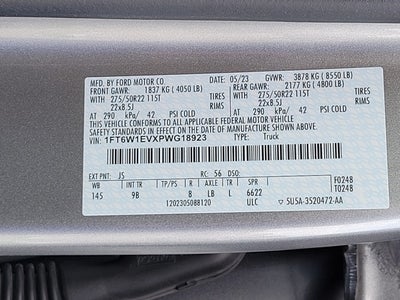 MFD. BY FORD MOTOR CO. 05/23 GVWR: 3878 KG ( 8550 LB)
FRONT GAWR: 1837 KG ( 4050 LB) REAR GAWR: 2177 KG ( 4800 LB)
WITH WITH
275/50R22 115T TIRES 275/50R22 115T TIRES
22x8.5J RIMS 22x8.5J RIMS
AT 290 kPa/ 42 PSI COLD AT 290 kPa/ 42 PSI COLD
THIS VEHICLE CONFORMS TO ALL APPLICABLE FEDERAL MOTOR VEHICLE
SAFETY STANDARDS IN EFFECT ON THE DATE OF MANUFACTURE SHOWN ABOVE.
VIN: 1FT6W1EVXPWG18923 TYPE: Truck
EXT PNT: JS RC: 56 DSO: F0248
WB INT TR TP/PS R AXLE TR SPR T0248
145 9B 8 LB L 6622
1202305088120 ULC 5U5A-3520472-AA